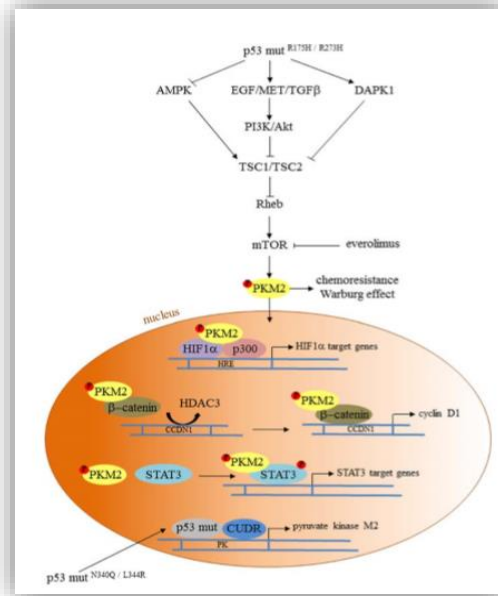 p53 mut R175H / R273H
AMPK EGF/MET/TGFβ DAPK1
PI3K/Akt
TSC1/TSC2
Rheb
mTOR everolimus
P PKM2 chemoresistance
Warburg effect
nucleus
P PKM2
HIF1α p300 HIF1α target genes
HRE
P PKM2 HDAC3 P PKM2
β-catenin β-catenin cyclin D1
CCDN1 CCDN1
P PKM2 STAT3 P PKM2 STAT3 P STAT3 target genes
p53 mut CUDR pyruvate kinase M2
PK
p53 mut N340Q / L344R